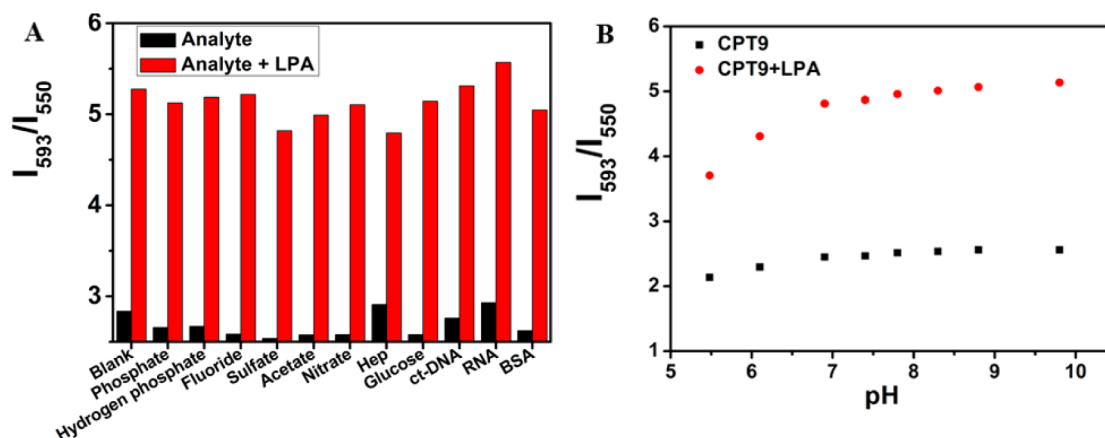 A
Analyte
Analyte + LPA
I593/I550
6
5
4
3
Blank
Phosphate
Hydrogen phosphate
Fluoride
Sulfate
Acetate
Nitrate
Hep
Glucose
ct-DNA
RNA
BSA
B
CPT9
CPT9+LPA
I593/I550
6
5
4
3
2
1
5
6
7
8
9
10
pH